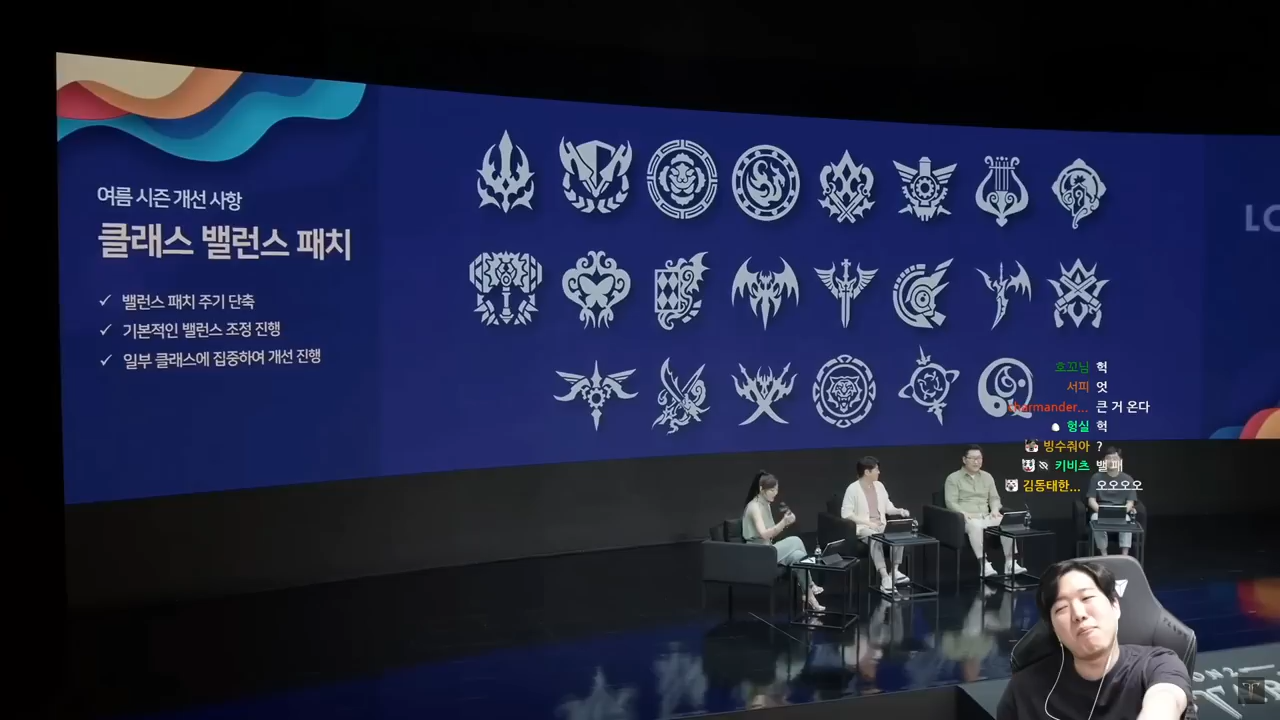 여름 시즌 개선 사항
클래스 밸런스 패치
✓ 밸런스 패치 주기 단축
✓ 기본적인 밸런스 조정 진행
✓ 일부 클래스에 집중하여 개선 진행
LO
호꼬님 헉
서피 엇
charmander... 큰 거 온다
헝실 헉
빙수줘아 ?
키비츠 밸 패
김동태한... 오오오오